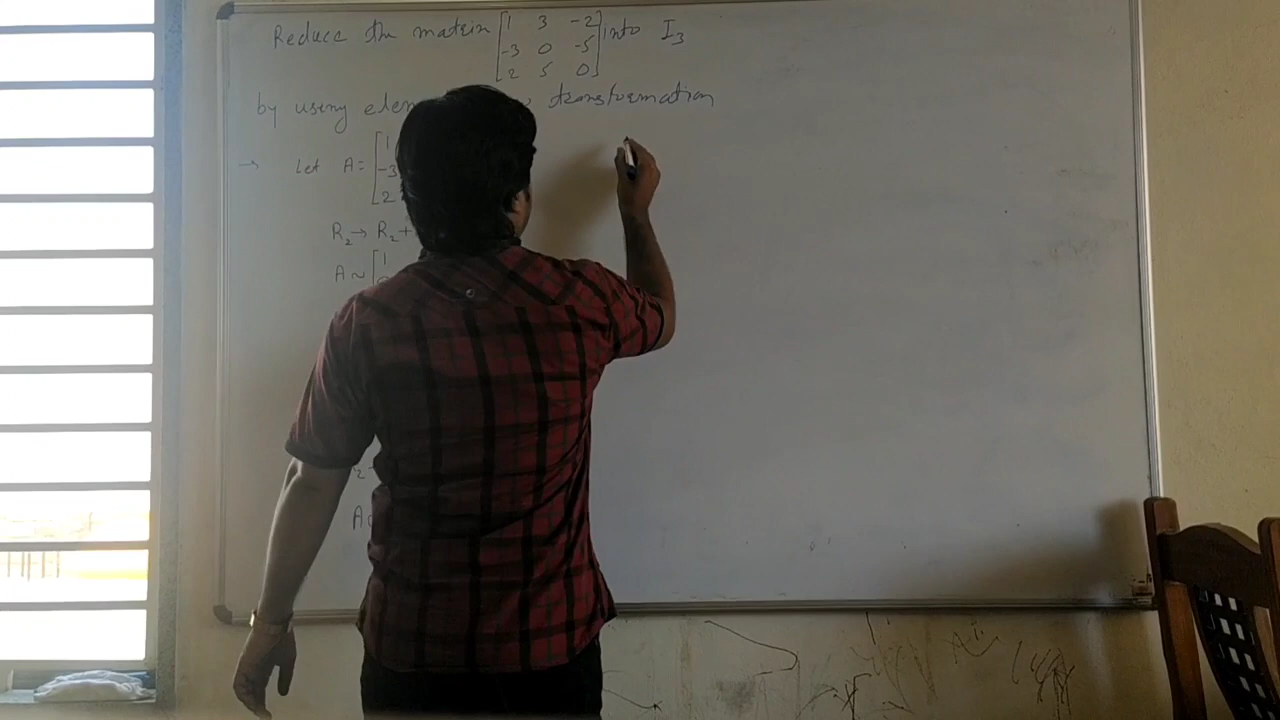 Reduce the matrix [1 3 -2 into I3
-3 0 -5
2 5 0]
by using elem transformation
→ Let A = [1
-3
2
R2→ R2+
A ~ [1
A